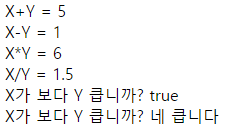 X+Y = 5
X-Y = 1
X*Y = 6
X/Y = 1.5
X가 보다 Y 큽니까? true
X가 보다 Y 큽니까? 네 큽니다